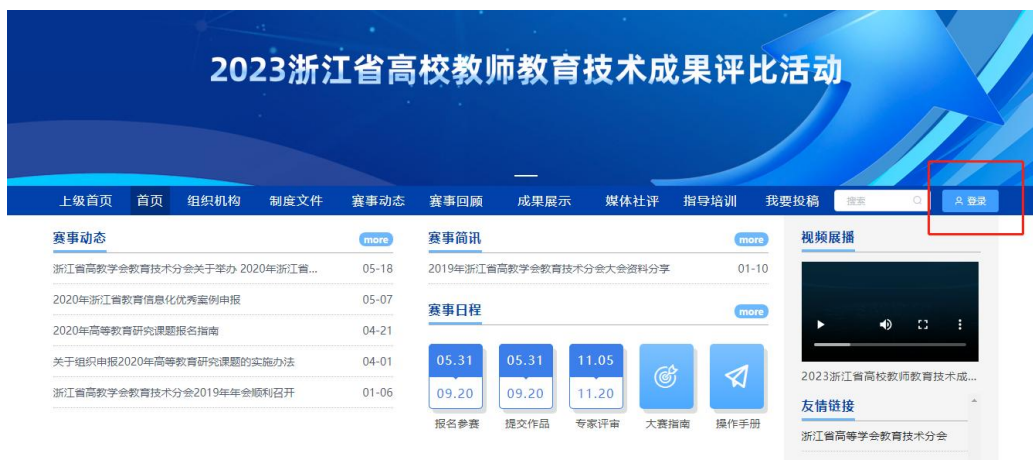 2023浙江省高校教师教育技术成果评比活动
上级首页 首页 组织机构 制度文件 赛事动态 赛事回顾 成果展示 媒体社评 指导培训 我要投稿 搜索 登录
赛事动态 more
浙江省高教学会教育技术分会关于举办 2020年浙江省... 05-18
2020年浙江省教育信息化优秀案例申报 05-07
2020年高等教育研究课题报名指南 04-21
关于组织申报2020年高等教育研究课题的实施办法 04-01
浙江省高教学会教育技术分会2019年年会顺利召开 01-06
赛事简讯 more
2019年浙江省高教学会教育技术分会大会资料分享 01-10
赛事日程 more
05.31 05.31 11.05
09.20 09.20 11.20
报名参赛 提交作品 专家评审 大赛指南 操作手册
视频展播
2023浙江省高校教师教育技术成...
友情链接
浙江省高等学会教育技术分会